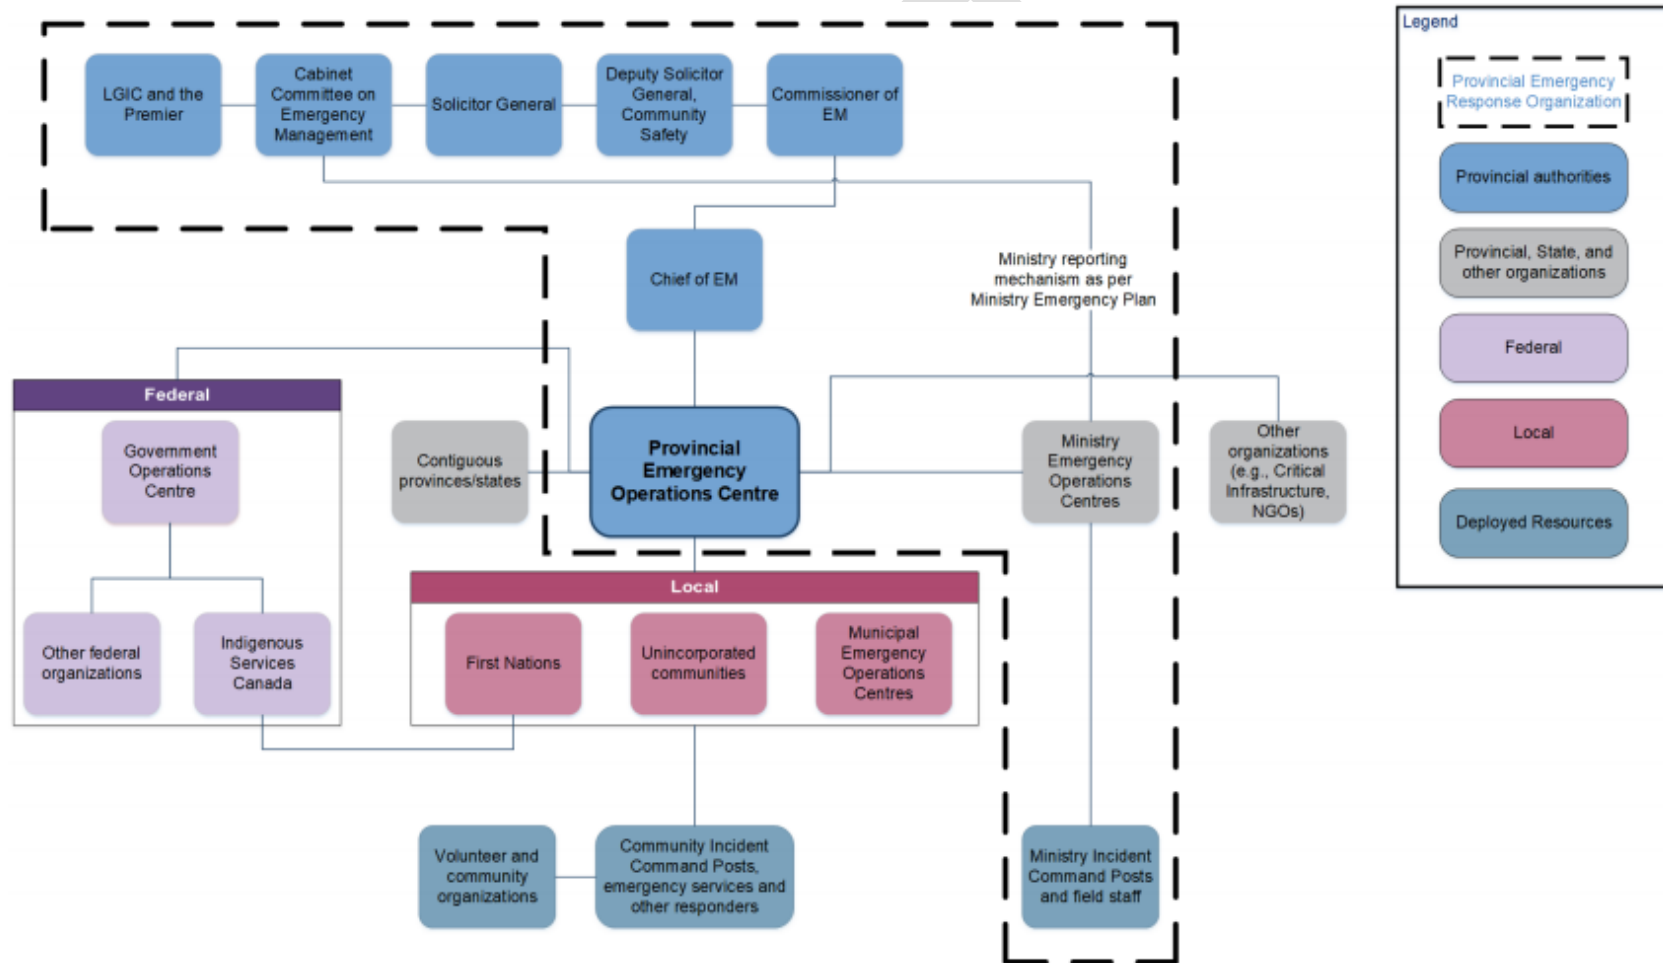 Legend
Provincial Emergency
Response Organization
Provincial authorities
Provincial, State, and
other organizations
Federal
Local
Deployed Resources
LGIC and the
Premier
Cabinet
Committee on
Emergency
Management
Solicitor General
Deputy Solicitor
General,
Community
Safety
Commissioner of
EM
Chief of EM
Ministry reporting
mechanism as per
Ministry Emergency Plan
Federal
Government
Operations
Centre
Other federal
organizations
Indigenous
Services
Canada
Contiguous
provinces/states
Provincial
Emergency
Operations Centre
Ministry
Emergency
Operations
Centres
Other
organizations
(e.g., Critical
Infrastructure,
NGOs)
Local
First Nations
Unincorporated
communities
Municipal
Emergency
Operations
Centres
Volunteer and
community
organizations
Community Incident
Command Posts,
emergency services and
other responders
Ministry Incident
Command Posts
and field staff